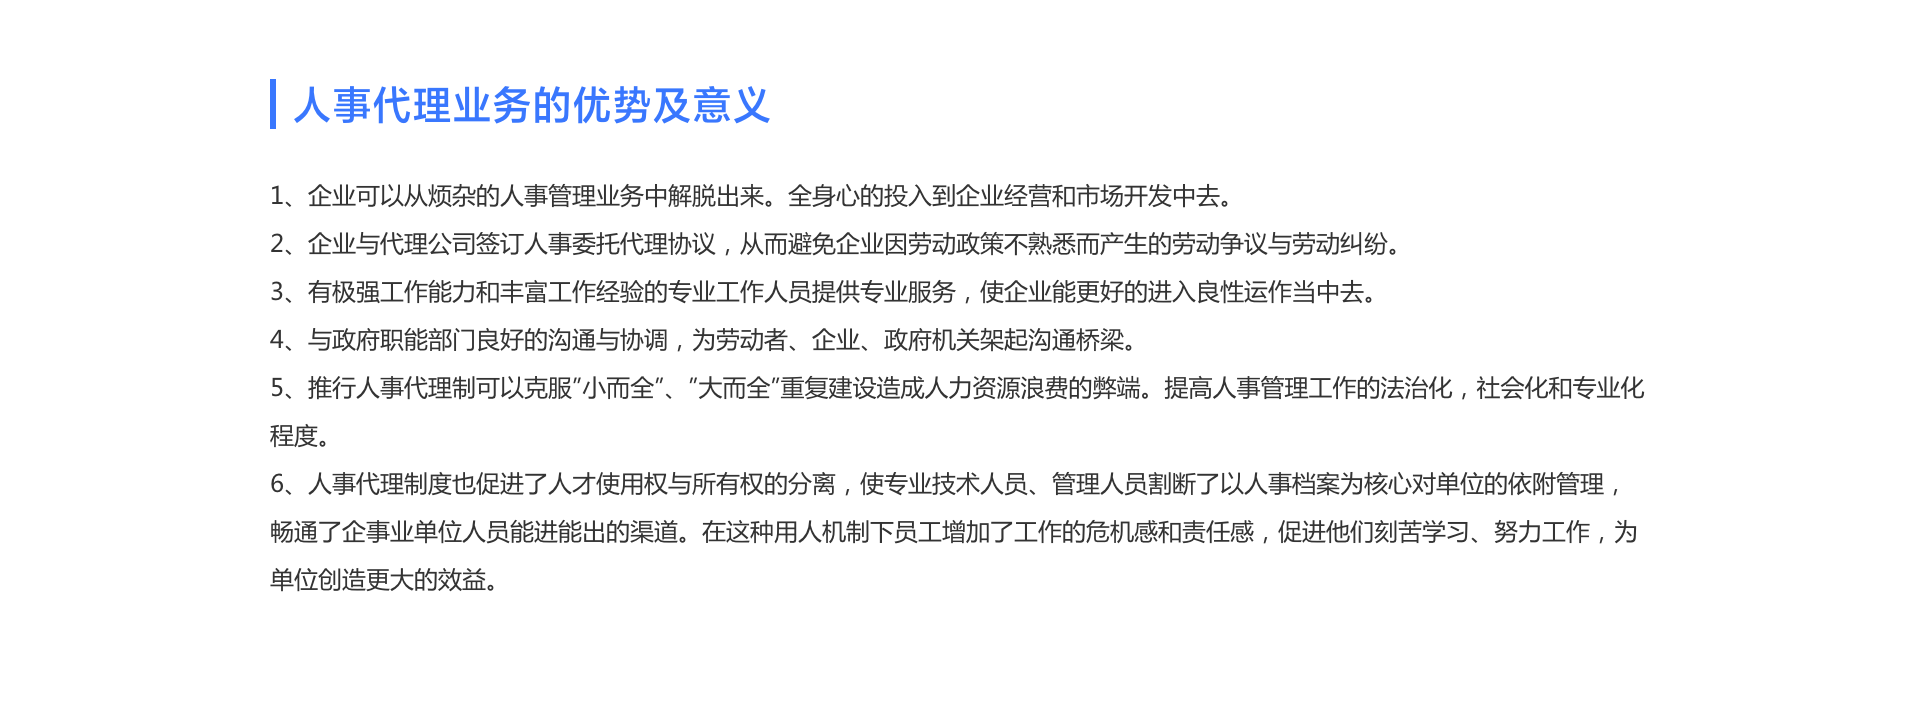 人事代理业务的优势及意义
1、企业可以从烦杂的人事管理业务中解脱出来。全身心的投入到企业经营和市场开发中去。
2、企业与代理公司签订人事委托代理协议，从而避免企业因劳动政策不熟悉而产生的劳动争议与劳动纠纷。
3、有极强工作能力和丰富工作经验的专业工作人员提供专业服务，使企业能更好的进入良性运作当中去。
4、与政府职能部门良好的沟通与协调，为劳动者、企业、政府机关架起沟通桥梁。
5、推行人事代理制可以克服"小而全"、"大而全"重复建设造成人力资源浪费的弊端。提高人事管理工作的法治化，社会化和专业化
程度。
6、人事代理制度也促进了人才使用权与所有权的分离，使专业技术人员、管理人员割断了以人事档案为核心对单位的依附管理，
畅通了企事业单位人员能进能出的渠道。在这种用人机制下员工增加了工作的危机感和责任感，促进他们刻苦学习、努力工作，为
单位创造更大的效益。